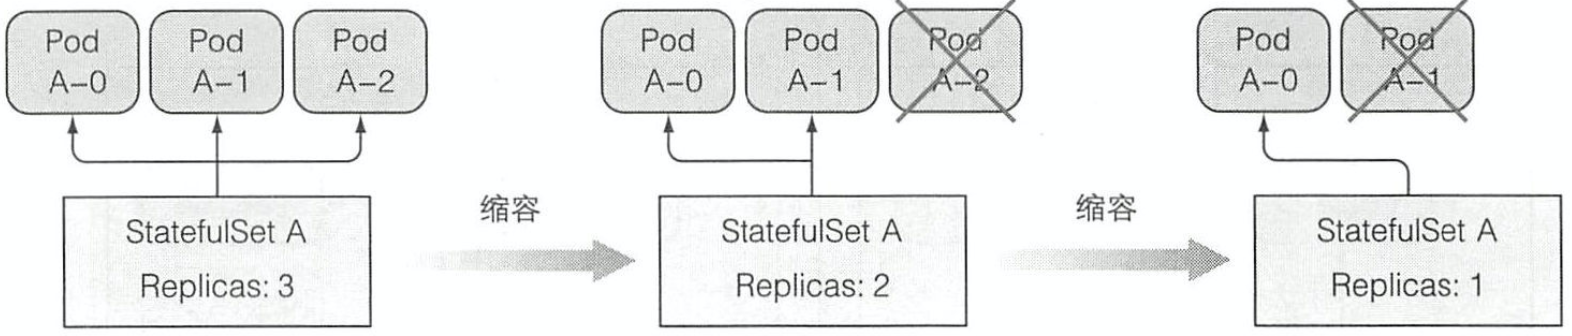 Pod
A-0
Pod
A-1
Pod
A-2
StatefulSet A
Replicas: 3
缩容
Pod
A-0
Pod
A-1
Pod
A-2
StatefulSet A
Replicas: 2
缩容
Pod
A-0
Pod
A-1
StatefulSet A
Replicas: 1